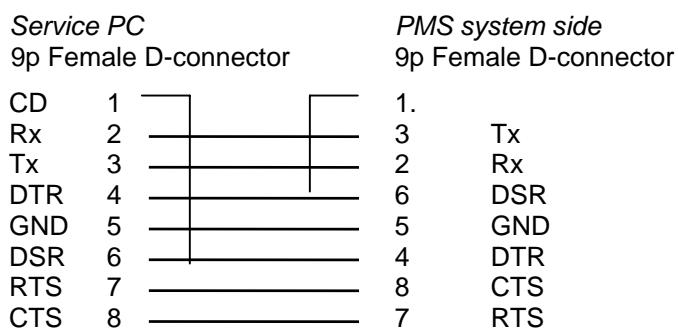 Service PC PMS system side
9p Female D-connector 9p Female D-connector
CD 1 1.
Rx 2 3 Tx
Tx 3 2 Rx
DTR 4 6 DSR
GND 5 5 GND
DSR 6 4 DTR
RTS 7 8 CTS
CTS 8 7 RTS